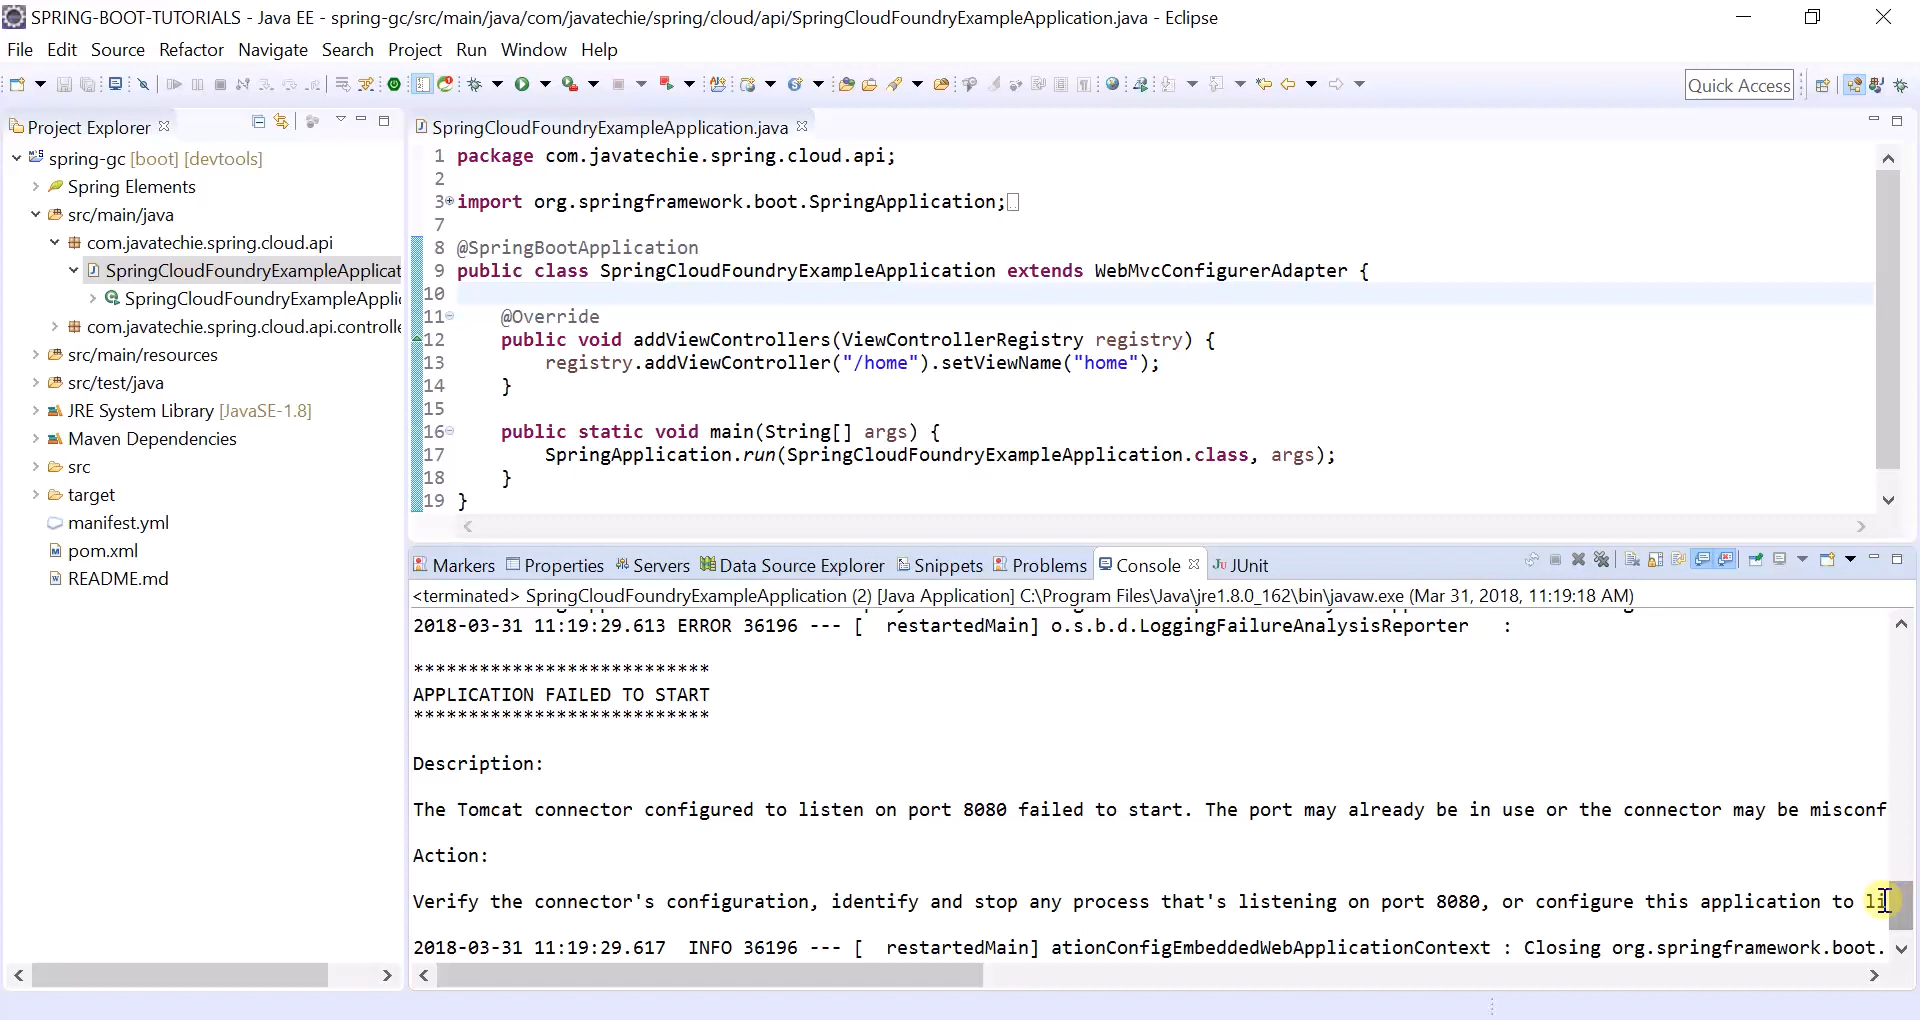 SPRING-BOOT-TUTORIALS - Java EE - spring-gc/src/main/java/com/javatechie/spring/cloud/api/SpringCloudFoundryExampleApplication.java - Eclipse
File Edit Source Refactor Navigate Search Project Run Window Help
Quick Access
Project Explorer
spring-gc [boot] [devtools]
Spring Elements
src/main/java
com.javatechie.spring.cloud.api
SpringCloudFoundryExampleApplicat
SpringCloudFoundryExampleApplic
com.javatechie.spring.cloud.api.controlle
src/main/resources
src/test/java
JRE System Library [JavaSE-1.8]
Maven Dependencies
src
target
manifest.yml
pom.xml
README.md
SpringCloudFoundryExampleApplication.java
1 package com.javatechie.spring.cloud.api;
2
3 import org.springframework.boot.SpringApplication;
7
8 @SpringBootApplication
9 public class SpringCloudFoundryExampleApplication extends WebMvcConfigurerAdapter {
10
11 @Override
12 public void addViewControllers(ViewControllerRegistry registry) {
13 registry.addViewController("/home").setViewName("home");
14 }
15
16 public static void main(String[] args) {
17 SpringApplication.run(SpringCloudFoundryExampleApplication.class, args);
18 }
19 }
Markers Properties Servers Data Source Explorer Snippets Problems Console JUnit
<terminated> SpringCloudFoundryExampleApplication (2) [Java Application] C:\Program Files\Java\jre1.8.0_162\bin\javaw.exe (Mar 31, 2018, 11:19:18 AM)
2018-03-31 11:19:29.613 ERROR 36196 --- [ restartedMain] o.s.b.d.LoggingFailureAnalysisReporter :
***************************
APPLICATION FAILED TO START
***************************
Description:
The Tomcat connector configured to listen on port 8080 failed to start. The port may already be in use or the connector may be misconf
Action:
Verify the connector's configuration, identify and stop any process that's listening on port 8080, or configure this application to li
2018-03-31 11:19:29.617 INFO 36196 --- [ restartedMain] ationConfigEmbeddedWebApplicationContext : Closing org.springframework.boot.